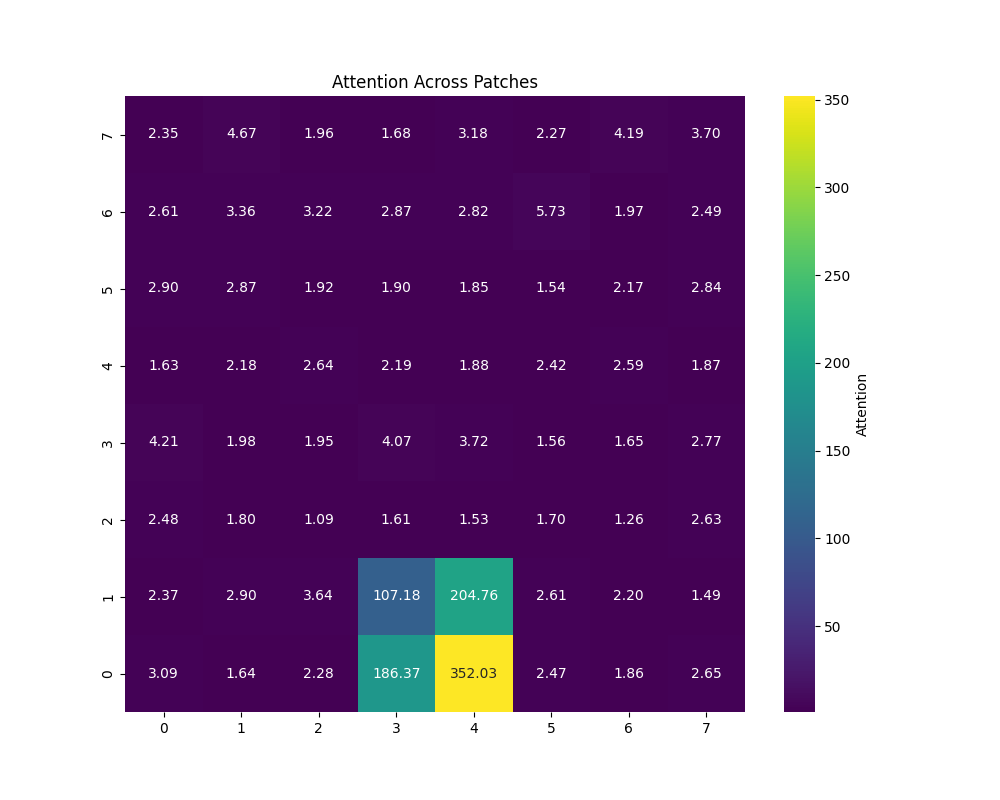 Attention Across Patches
7 2.35 4.67 1.96 1.68 3.18 2.27 4.19 3.70
6 2.61 3.36 3.22 2.87 2.82 5.73 1.97 2.49
5 2.90 2.87 1.92 1.90 1.85 1.54 2.17 2.84
4 1.63 2.18 2.64 2.19 1.88 2.42 2.59 1.87
3 4.21 1.98 1.95 4.07 3.72 1.56 1.65 2.77
2 2.48 1.80 1.09 1.61 1.53 1.70 1.26 2.63
1 2.37 2.90 3.64 107.18 204.76 2.61 2.20 1.49
0 3.09 1.64 2.28 186.37 352.03 2.47 1.86 2.65
0 1 2 3 4 5 6 7
350
300
250
200
150
100
50
Attention